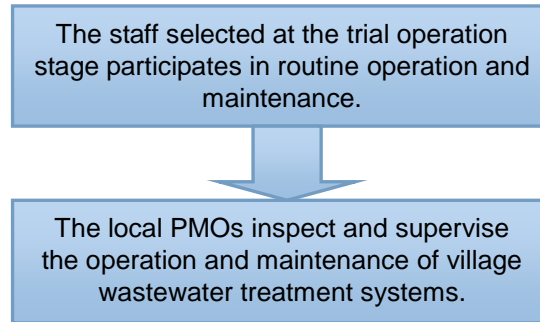 The staff selected at the trial operation
stage participates in routine operation and
maintenance.
The local PMOs inspect and supervise
the operation and maintenance of village
wastewater treatment systems.